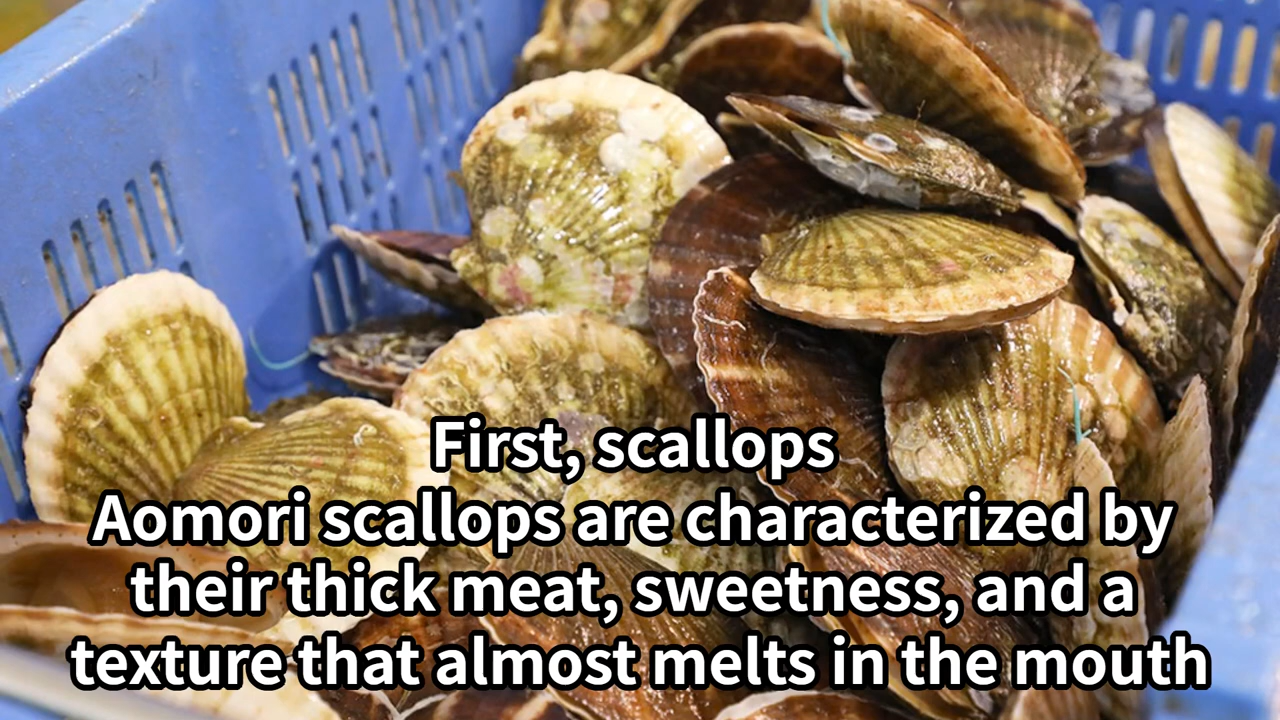 First, scallops
Aomori scallops are characterized by
their thick meat, sweetness, and a
texture that almost melts in the mouth